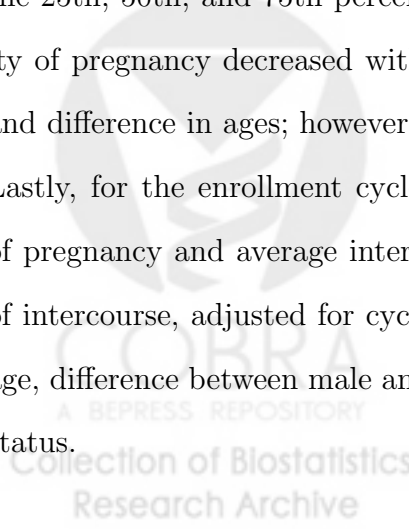 ne 25th, 50th, and 75th perce
ty of pregnancy decreased wit
nd difference in ages; however
Lastly, for the enrollment cycl
of pregnancy and average inter
of intercourse, adjusted for cyc
ge, difference between male an
tatus.
COBRA
A BEPRESS REPOSITORY
Collection of Biostatistics
Research Archive